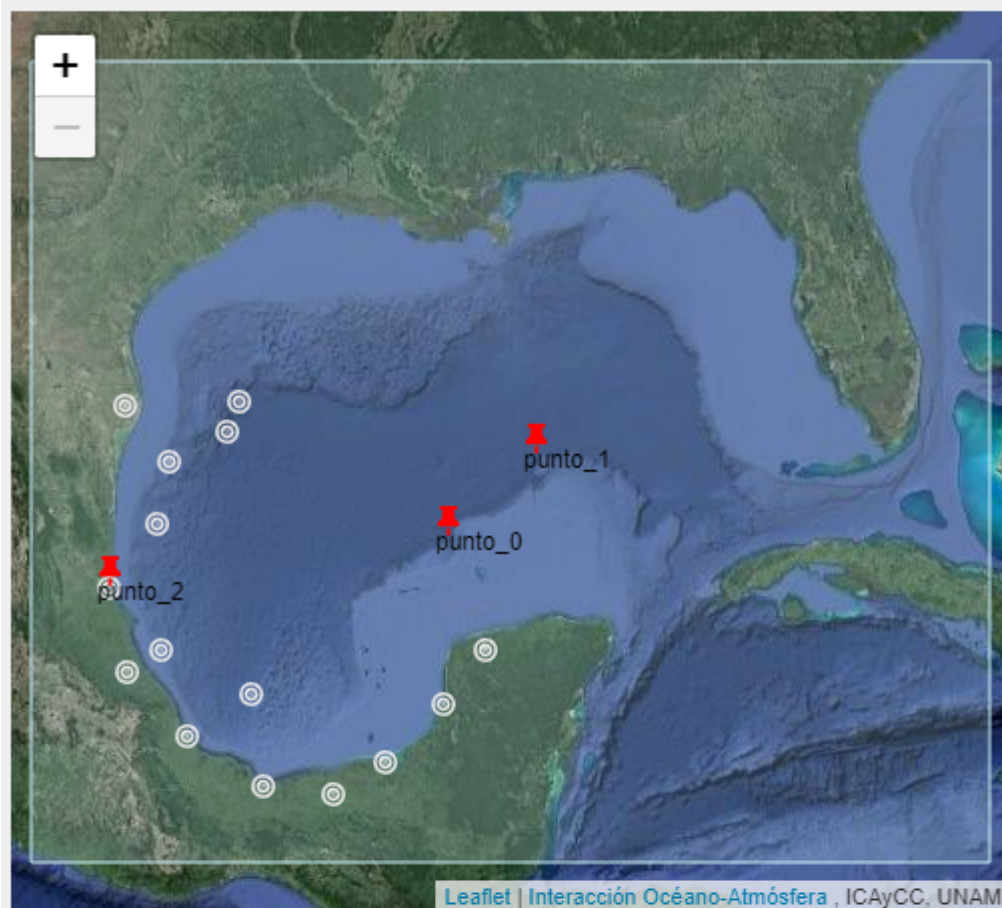 +
−
punto_1
punto_0
punto_2
Leaflet | Interacción Océano-Atmósfera , ICAyCC, UNAM